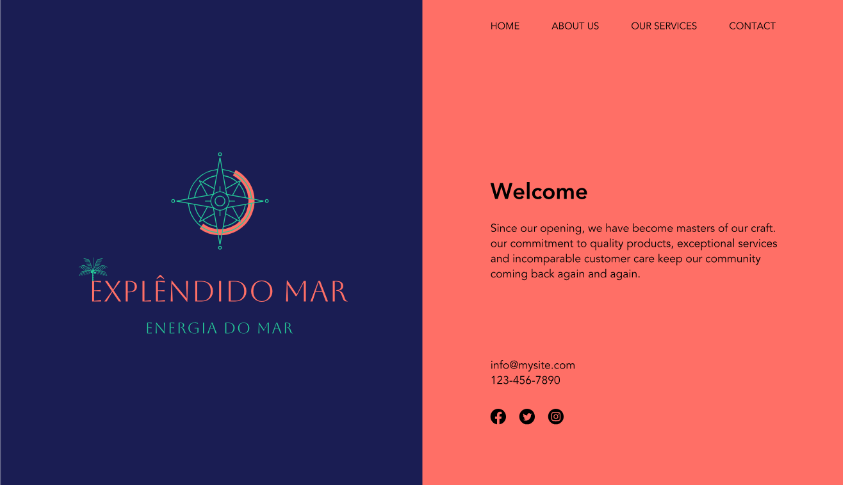 HOME ABOUT US OUR SERVICES CONTACT
EXPLÊNDIDO MAR
ENERGIA DO MAR
Welcome
Since our opening, we have become masters of our craft.
our commitment to quality products, exceptional services
and incomparable customer care keep our community
coming back again and again.
info@mysite.com
123-456-7890